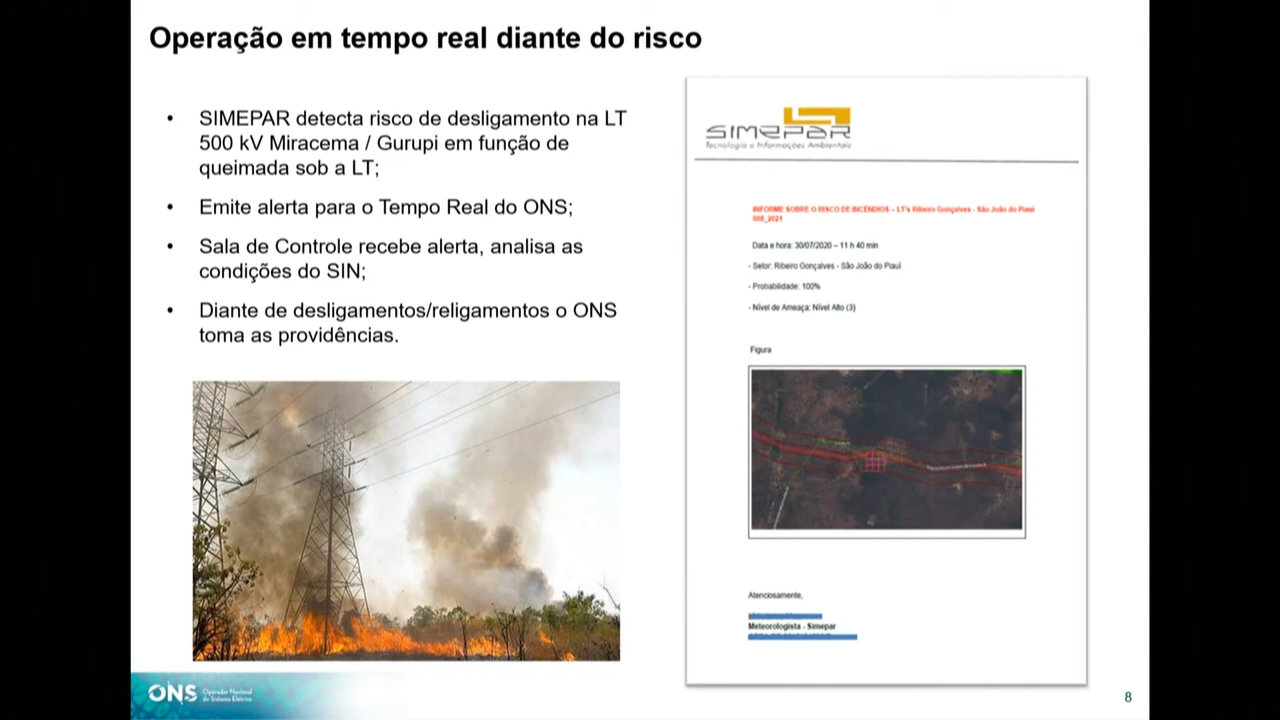 Operação em tempo real diante do risco
• SIMEPAR detecta risco de desligamento na LT
500 kV Miracema / Gurupi em função de
queimada sob a LT;
• Emite alerta para o Tempo Real do ONS;
• Sala de Controle recebe alerta, analisa as
condições do SIN;
• Diante de desligamentos/religamentos o ONS
toma as providências.
SIMEPAR
Tecnologia e Informações Ambientais
INFORME SOBRE O RISCO DE INCÊNDIOS – LT's Ribeiro Gonçalves - São João do Piauí
008_2021
Data e hora: 30/07/2020 – 11 h 40 min
- Setor: Ribeiro Gonçalves - São João do Piauí
- Probabilidade: 100%
- Nível de Ameaça: Nível Alto (3)
Figura
Atenciosamente,
Meteorologista - Simepar
ONS Operador Nacional
do Sistema Elétrico
8